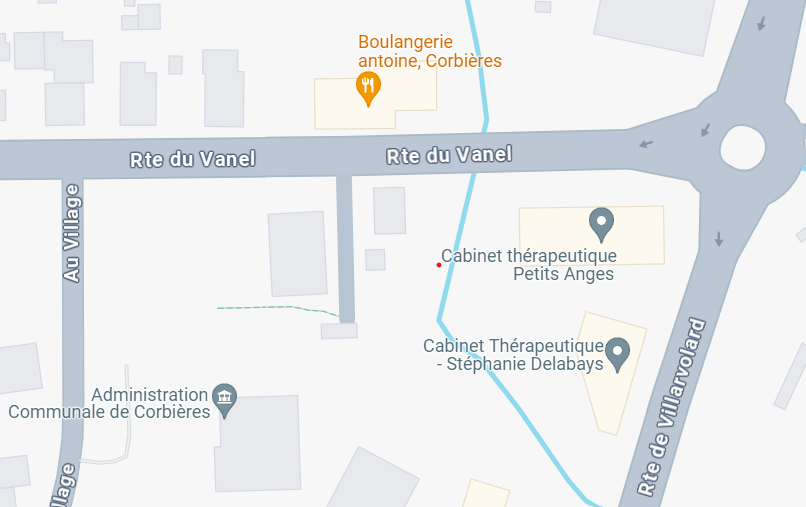 Boulangerie
antoine, Corbières
Rte du Vanel
Rte du Vanel
Au Village
Cabinet thérapeutique
Petits Anges
Cabinet Thérapeutique
- Stéphanie Delabays
Administration
Communale de Corbières
Rte de Villarvolard
llage